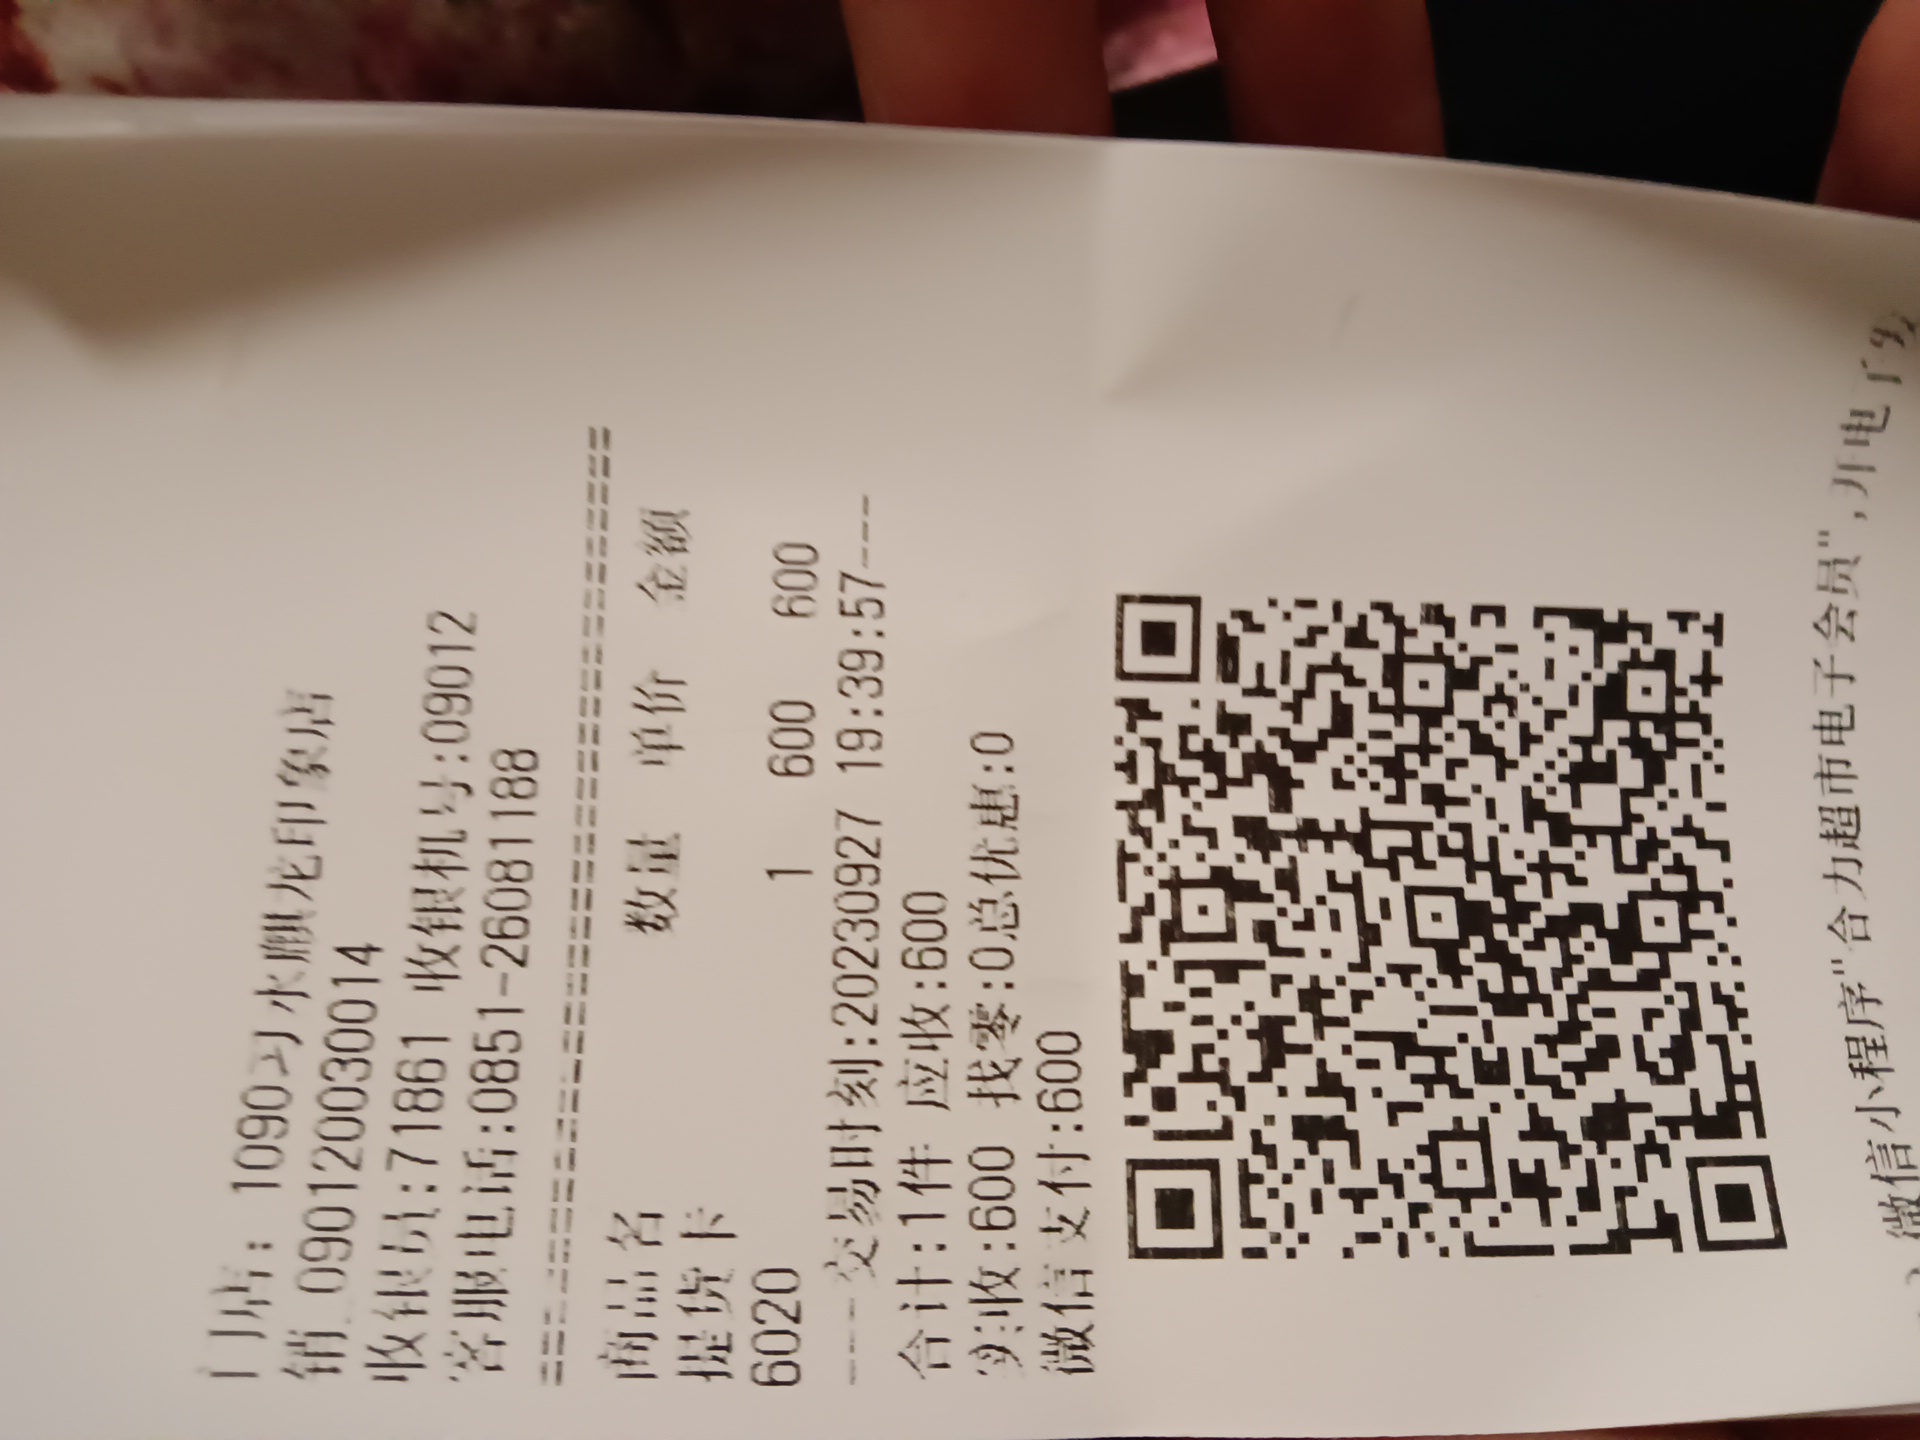 门店: 1090习水麒龙印象店
销_090120030014
收银员:71861 收银机号:09012
客服电话:0851-26081188
================================
商品名 数量 单价 金额
提货卡
6020 1 600 600
----交易时刻:20230927 19:39:57----
合计:1件 应收:600
实收:600 找零:0总优惠:0
微信支付:600
微信小程序"合力超市电子会员",开电